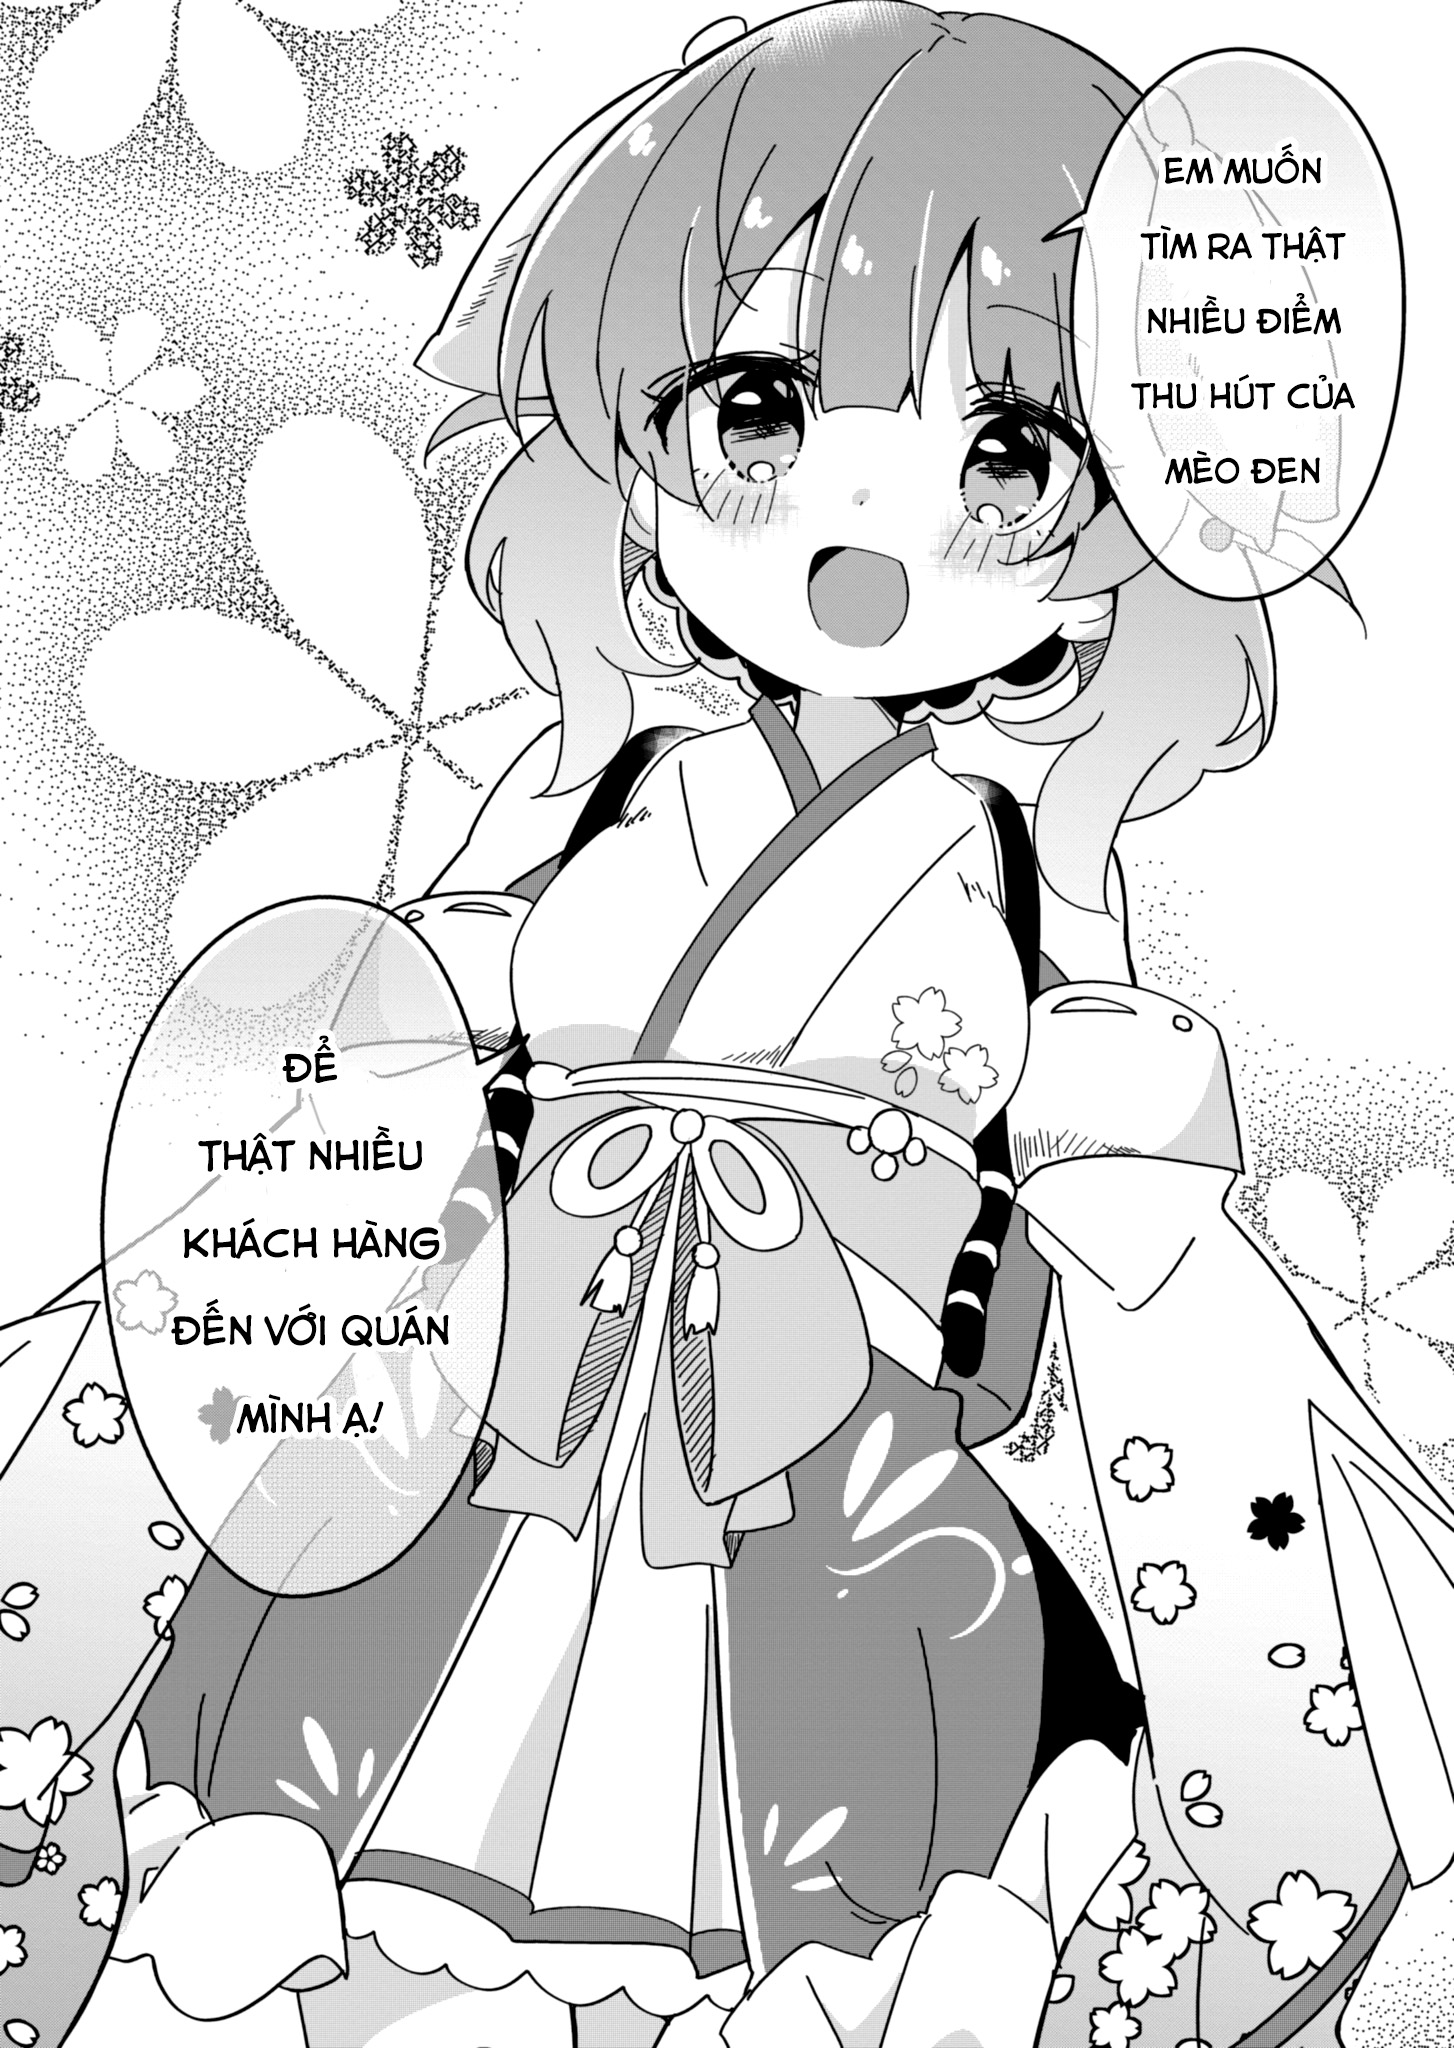 EM MUỐN
TÌM RA THẬT
NHIỀU ĐIỂM
THU HÚT CỦA
MÈO ĐEN
ĐỂ
THẬT NHIỀU
KHÁCH HÀNG
ĐẾN VỚI QUÁN
MÌNH Ạ!